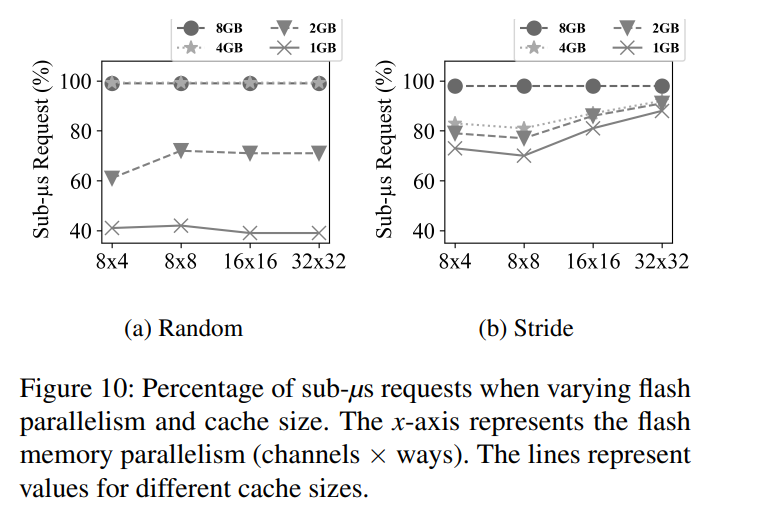 8GB 2GB
4GB 1GB
Sub-µs Request (%)
100
80
60
40
8x4 8x8 16x16 32x32
(a) Random
8GB 2GB
4GB 1GB
Sub-µs Request (%)
100
80
60
40
8x4 8x8 16x16 32x32
(b) Stride
Figure 10: Percentage of sub-µs requests when varying flash
parallelism and cache size. The x-axis represents the flash
memory parallelism (channels × ways). The lines represent
values for different cache sizes.